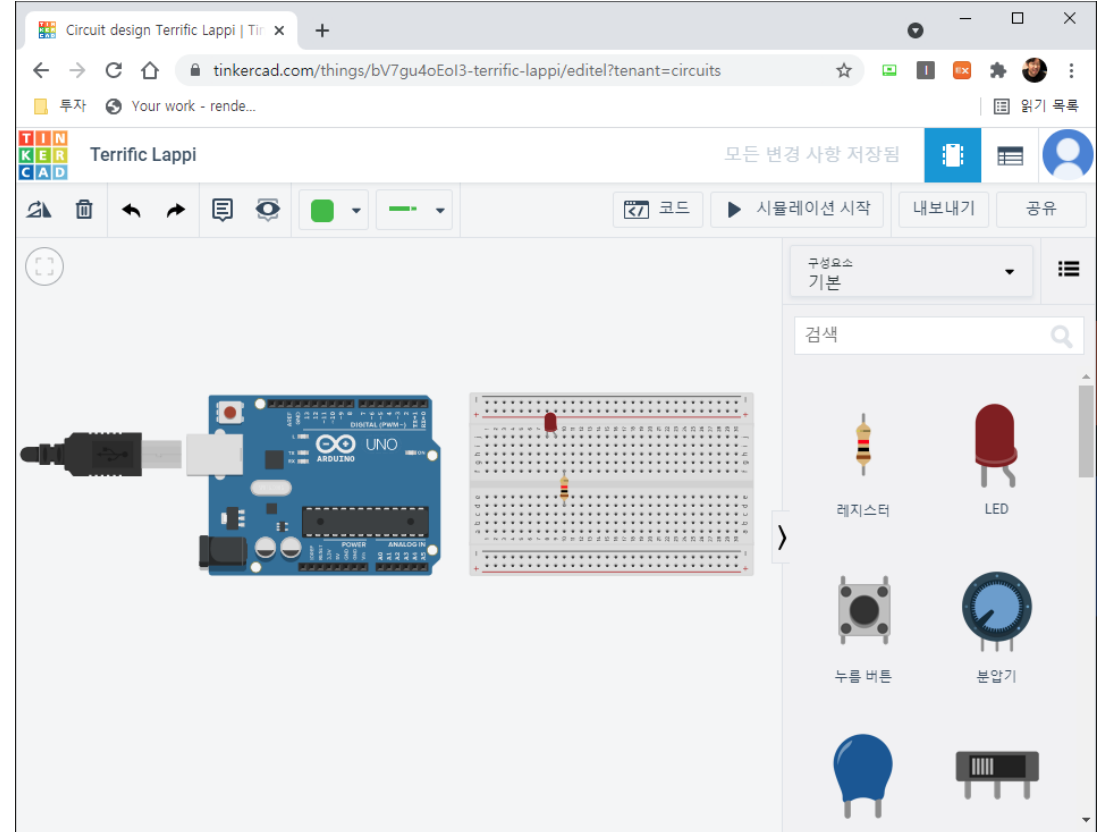 Circuit design Terrific Lappi | Tin
tinkercad.com/things/bV7gu4oEoI3-terrific-lappi/editel?tenant=circuits
투자
Your work - rende...
읽기 목록
TIN
KER
CAD
Terrific Lappi
모든 변경 사항 저장됨
코드
시뮬레이션 시작
내보내기
공유
구성요소
기본
검색
DIGITAL (PWM~)
UNO
ARDUINO
POWER
ANALOG IN
레지스터
LED
누름 버튼
분압기